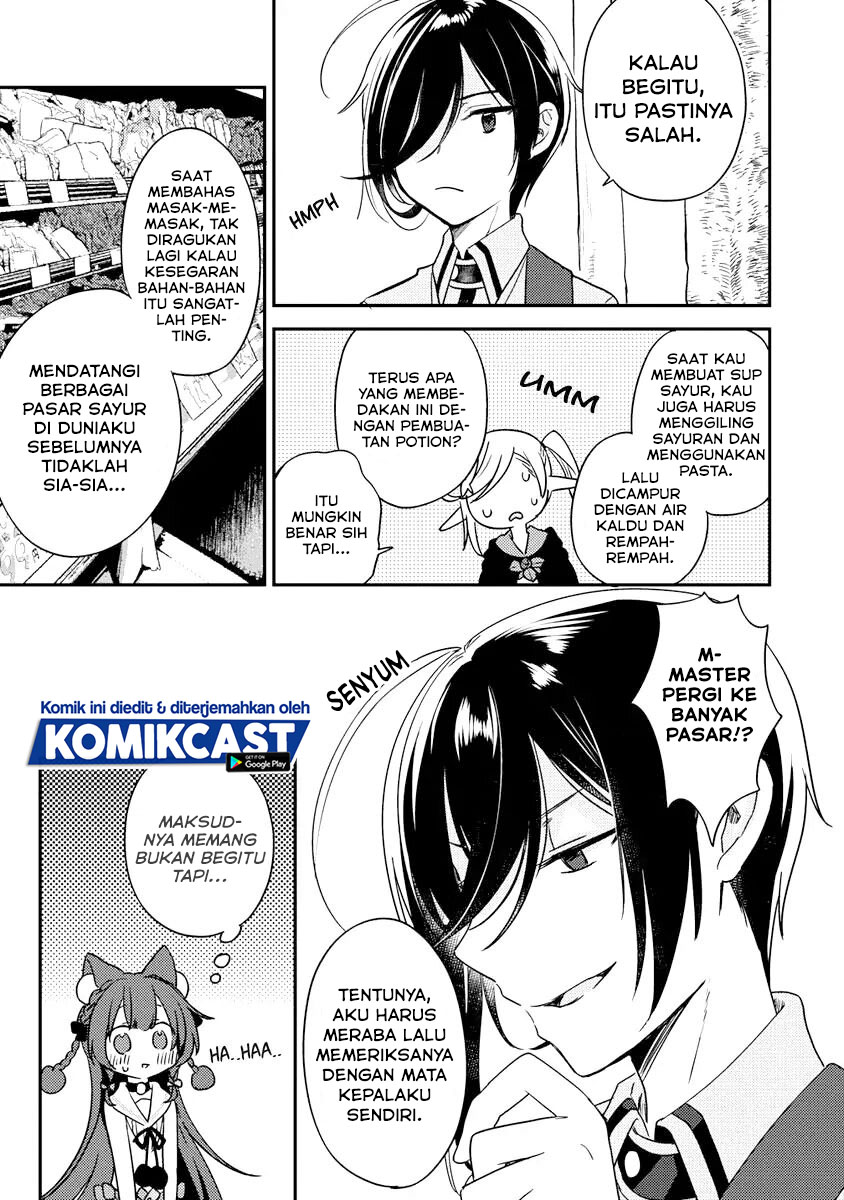 KALAU
BEGITU,
ITU PASTINYA
SALAH.
HMPH
SAAT
MEMBAHAS
MASAK-ME-
MASAK, TAK
DIRAGUKAN
LAGI KALAU
KESEGARAN
BAHAN-BAHAN
ITU SANGAT-
LAH PEN-
TING.
MENDATANGI
BERBAGAI
PASAR SAYUR
DI DUNIAKU
SEBELUMNYA
TIDAKLAH
SIA-SIA...
SAAT KAU
MEMBUAT SUP
SAYUR, KAU
JUGA HARUS
MENGGILING
SAYURAN DAN
MENGGUNAKAN
PASTA.
LALU
DICAMPUR
DENGAN AIR
KALDU DAN
REMPAH-
REMPAH.
UMM
TERUS APA
YANG MEMBE-
DAKAN INI DE-
NGAN PEMBUA-
TAN POTION?
ITU
MUNGKIN
BENAR SIH
TAPI...
M-
MASTER
PERGI KE
BANYAK
PASAR!?
SENYUM
TENTUNYA,
AKU HARUS
MERABA LALU
MEMERIKSANYA
DENGAN MATA
KEPALAKU
SENDIRI.
Komik ini diedit & diterjemahkan oleh
KOMIKCAST
GET IT ON
Google Play
MAKSUD-
NYA MEMANG
BUKAN BEGITU
TAPI...
HA..HAA..